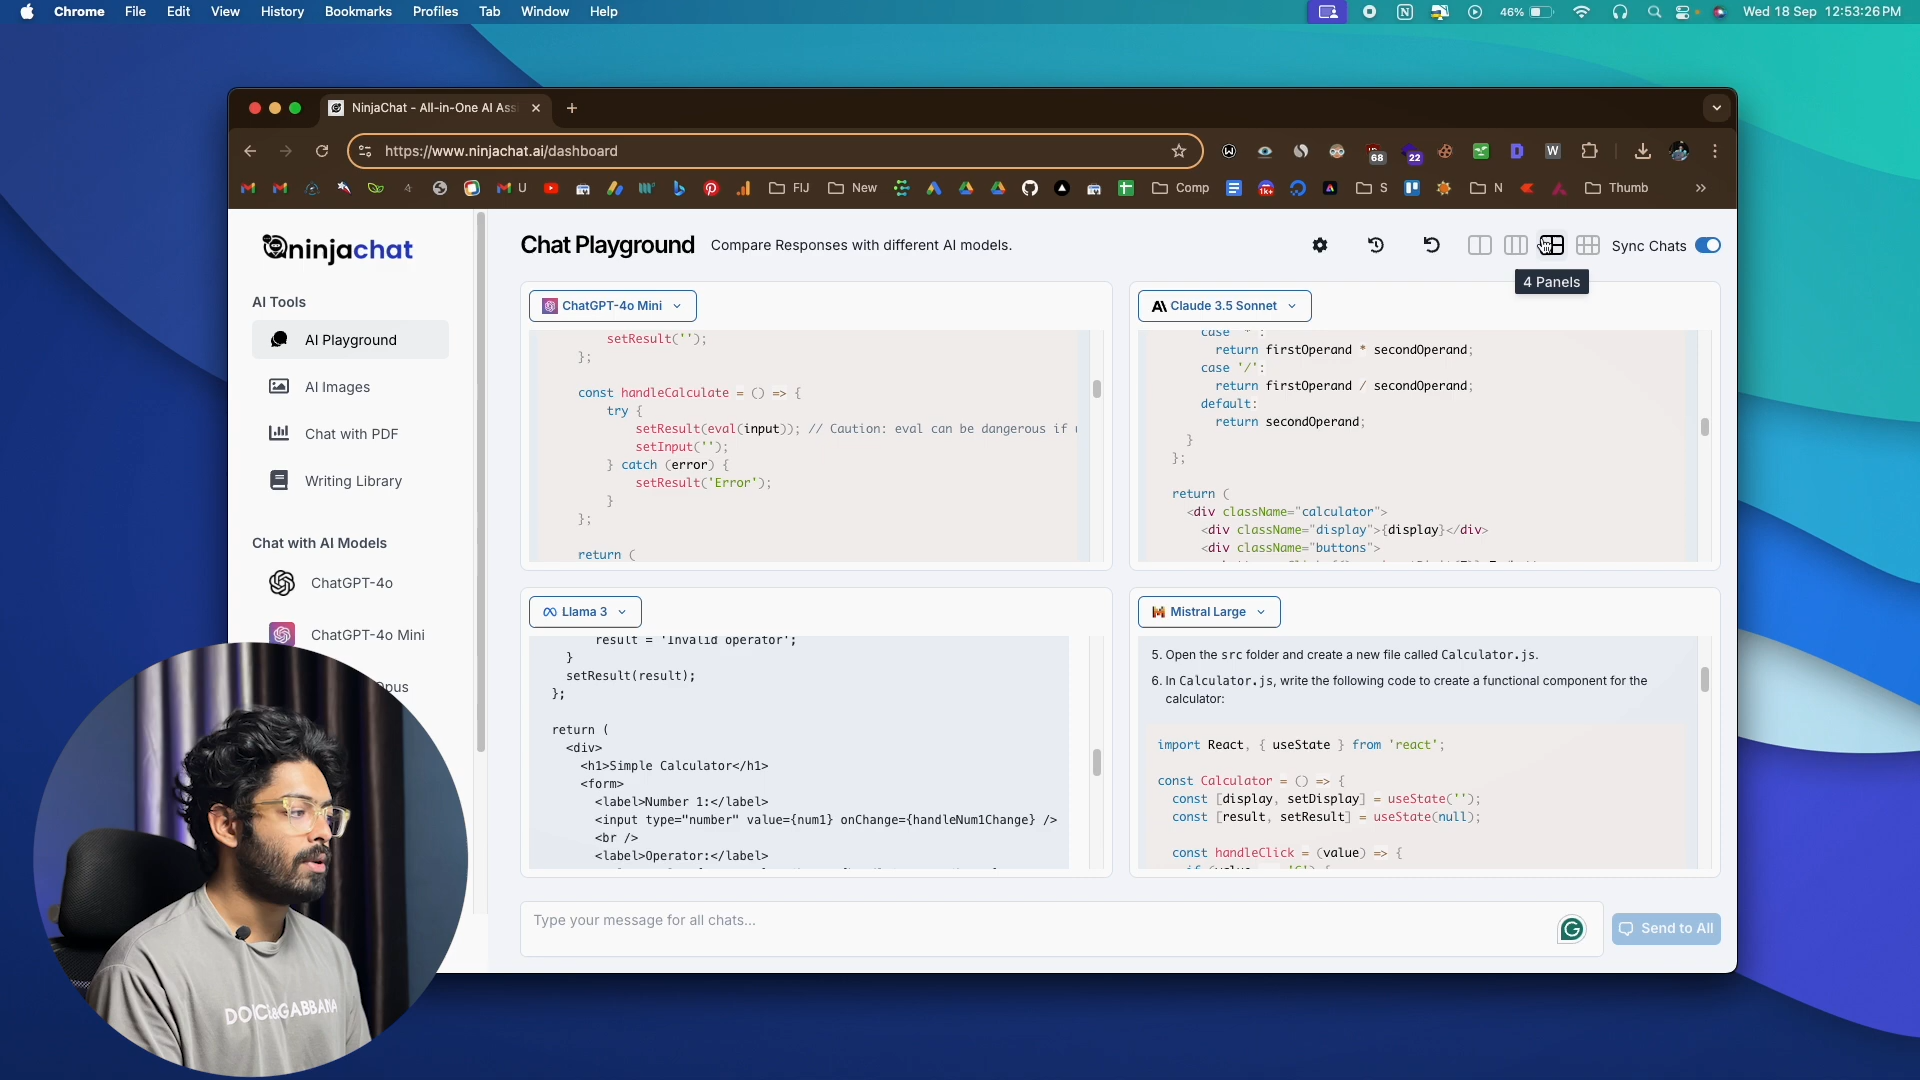 Chrome File Edit View History Bookmarks Profiles Tab Window Help
46% Wed 18 Sep 12:53:26 PM
NinjaChat - All-in-One AI Ass
https://www.ninjachat.ai/dashboard
68
22
W
U
FIJ
New
Comp
1k+
S
N
Thumb
ninjachat
AI Tools
AI Playground
AI Images
Chat with PDF
Writing Library
Chat with AI Models
ChatGPT-4o
ChatGPT-4o Mini
Opus
Chat Playground
Compare Responses with different AI models.
Sync Chats
4 Panels
ChatGPT-4o Mini
setResult('');
};
const handleCalculate = () => {
try {
setResult(eval(input)); // Caution: eval can be dangerous if
setInput('');
} catch (error) {
setResult('Error');
}
};
return (
Claude 3.5 Sonnet
case '*':
return firstOperand * secondOperand;
case '/':
return firstOperand / secondOperand;
default:
return secondOperand;
}
};
return (
<div className="calculator">
<div className="display">{display}</div>
<div className="buttons">
Llama 3
result = 'Invalid operator';
}
setResult(result);
};
return (
<div>
<h1>Simple Calculator</h1>
<form>
<label>Number 1:</label>
<input type="number" value={num1} onChange={handleNum1Change} />
<br />
<label>Operator:</label>
Mistral Large
5. Open the src folder and create a new file called Calculator.js.
6. In Calculator.js, write the following code to create a functional component for the
calculator:
import React, { useState } from 'react';
const Calculator = () => {
const [display, setDisplay] = useState('');
const [result, setResult] = useState(null);
const handleClick = (value) => {
Type your message for all chats...
Send to All
DOLCE&GABBANA